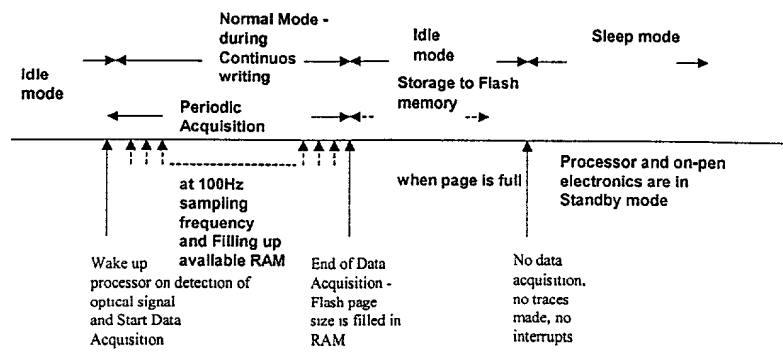 Normal Mode -
during
Continuos
writing
Idle
mode
Sleep mode
Idle
mode
Periodic
Acquisition
Storage to Flash
memory
at 100Hz
sampling
frequency
and Filling up
available RAM
when page is full
Processor and on-pen
electronics are in
Standby mode
Wake up
processor on detection of
optical signal
and Start Data
Acquisition
End of Data
Acquisition -
Flash page
size is filled in
RAM
No data
acquisition,
no traces
made, no
interrupts